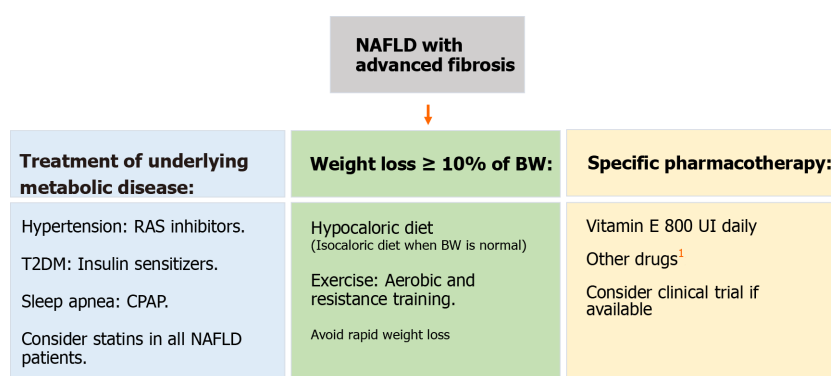 NAFLD with
advanced fibrosis
Treatment of underlying
metabolic disease:
Hypertension: RAS inhibitors.
T2DM: Insulin sensitizers.
Sleep apnea: CPAP.
Consider statins in all NAFLD
patients.
Weight loss ≥ 10% of BW:
Hypocaloric diet
(Isocaloric diet when BW is normal)
Exercise: Aerobic and
resistance training.
Avoid rapid weight loss
Specific pharmacotherapy:
Vitamin E 800 UI daily
Other drugs¹
Consider clinical trial if
available